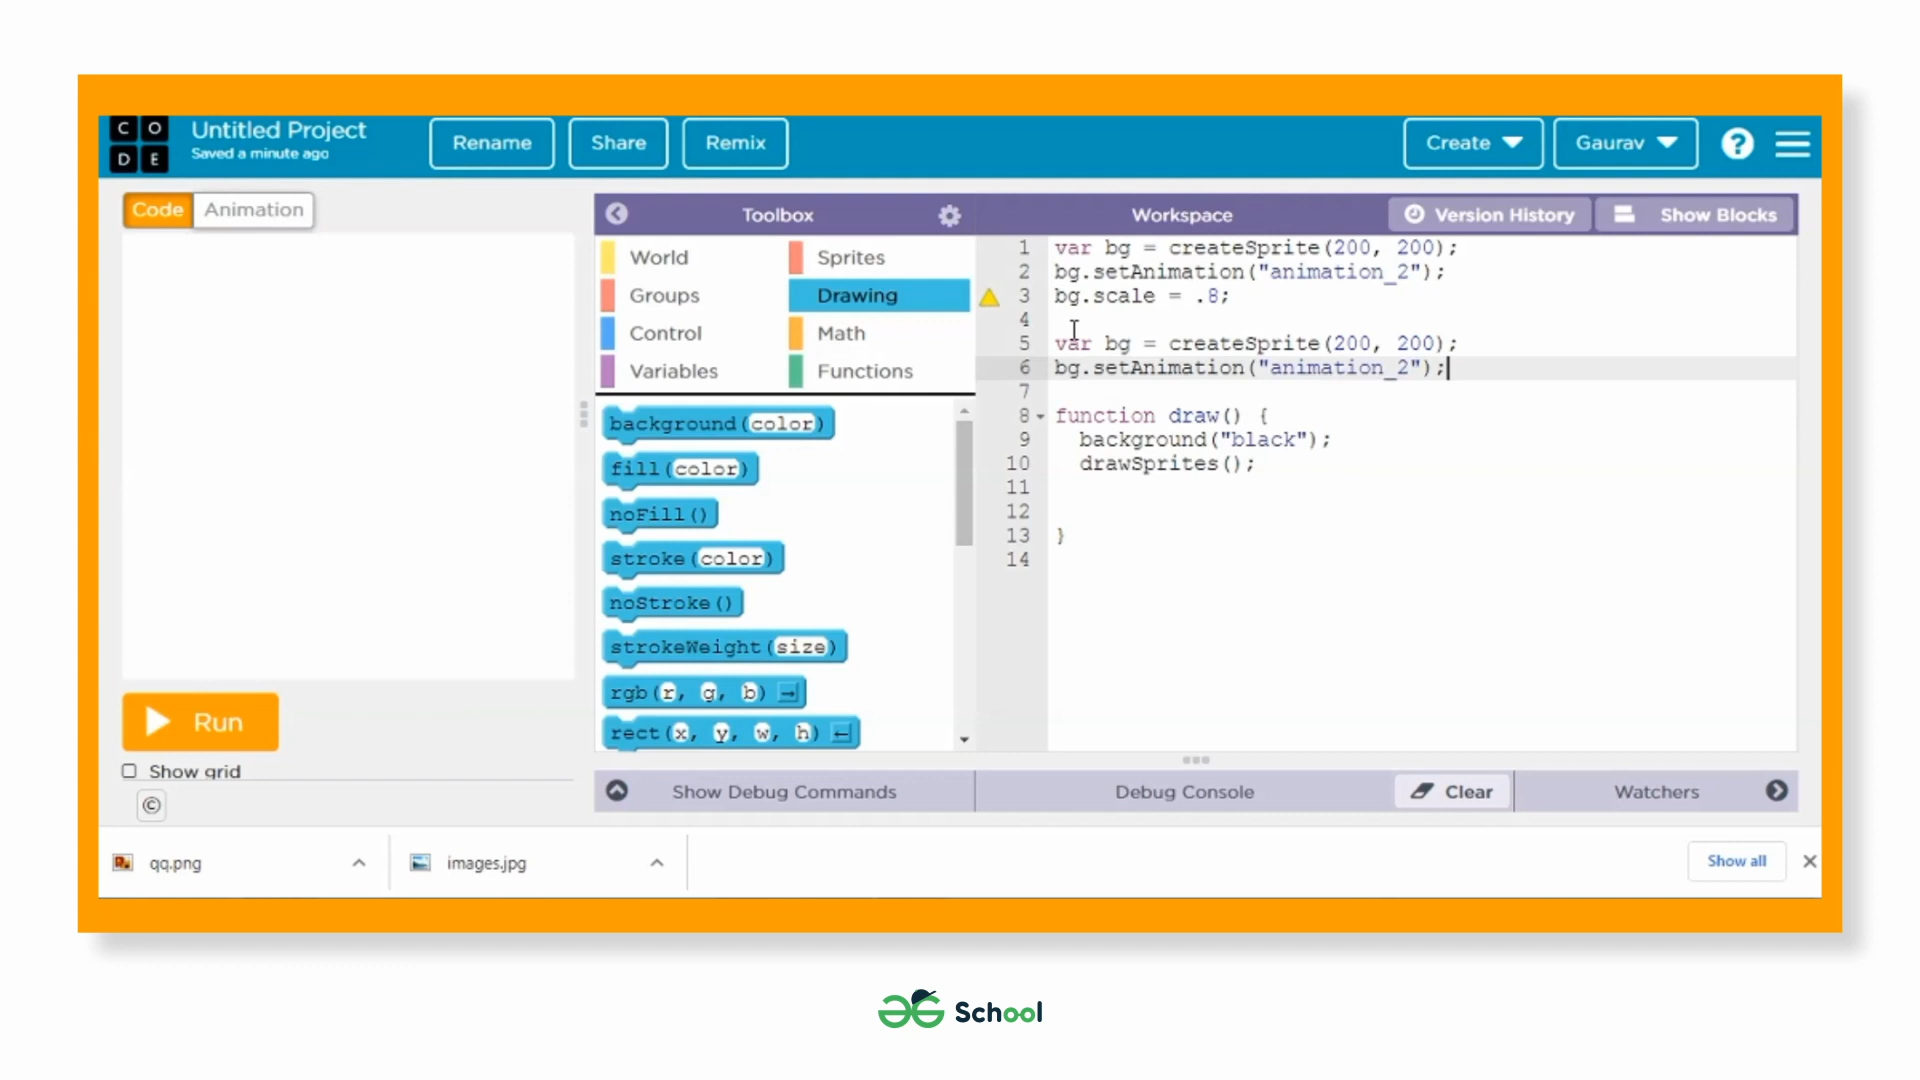 C O
D E
Untitled Project
Saved a minute ago
Rename
Share
Remix
Create
Gaurav
?
Code
Animation
Toolbox
Workspace
Version History
Show Blocks
World
Sprites
Groups
Drawing
Control
Math
Variables
Functions
background(color)
fill(color)
noFill()
stroke(color)
noStroke()
strokeWeight(size)
rgb(r, g, b)
rect(x, y, w, h)
1 var bg = createSprite(200, 200);
2 bg.setAnimation("animation_2");
3 bg.scale = .8;
4
5 var bg = createSprite(200, 200);
6 bg.setAnimation("animation_2");
7
8 function draw() {
9 background("black");
10 drawSprites();
11
12
13 }
14
Run
Show grid
©
Show Debug Commands
Debug Console
Clear
Watchers
qq.png
images.jpg
Show all
School